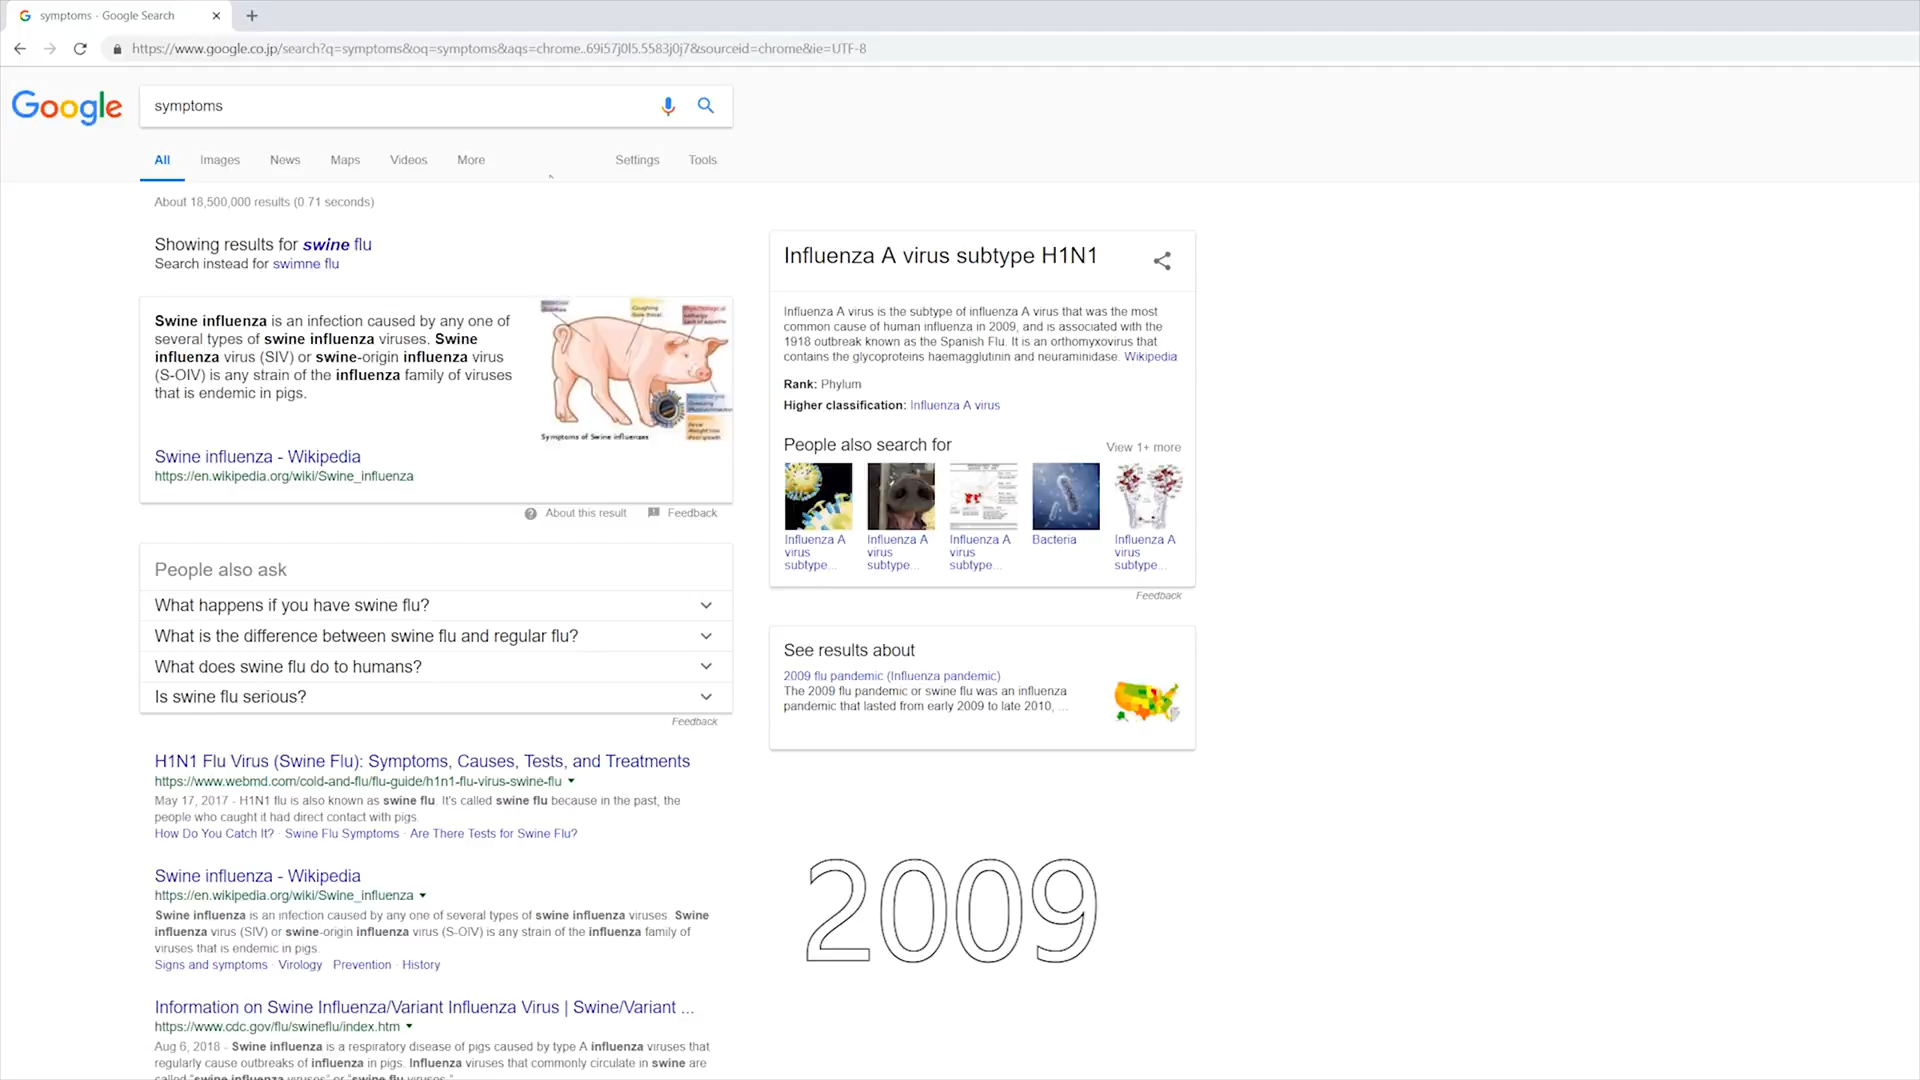 symptoms - Google Search
https://www.google.co.jp/search?q=symptoms&oq=symptoms&aqs=chrome..69i57j0l5.5583j0j7&sourceid=chrome&ie=UTF-8
Google
symptoms
All Images News Maps Videos More Settings Tools
About 18,500,000 results (0.71 seconds)
Showing results for swine flu
Search instead for swimne flu
Swine influenza is an infection caused by any one of
several types of swine influenza viruses. Swine
influenza virus (SIV) or swine-origin influenza virus
(S-OIV) is any strain of the influenza family of viruses
that is endemic in pigs.
Symptoms of Swine influenzas
Swine influenza - Wikipedia
https://en.wikipedia.org/wiki/Swine_influenza
About this result Feedback
People also ask
What happens if you have swine flu?
What is the difference between swine flu and regular flu?
What does swine flu do to humans?
Is swine flu serious?
Feedback
H1N1 Flu Virus (Swine Flu): Symptoms, Causes, Tests, and Treatments
https://www.webmd.com/cold-and-flu/flu-guide/h1n1-flu-virus-swine-flu
May 17, 2017 - H1N1 flu is also known as swine flu. It's called swine flu because in the past, the
people who caught it had direct contact with pigs.
How Do You Catch It? · Swine Flu Symptoms · Are There Tests for Swine Flu?
Swine influenza - Wikipedia
https://en.wikipedia.org/wiki/Swine_influenza
Swine influenza is an infection caused by any one of several types of swine influenza viruses. Swine
influenza virus (SIV) or swine-origin influenza virus (S-OIV) is any strain of the influenza family of
viruses that is endemic in pigs.
Signs and symptoms · Virology · Prevention · History
Information on Swine Influenza/Variant Influenza Virus | Swine/Variant ...
https://www.cdc.gov/flu/swineflu/index.htm
Aug 6, 2018 - Swine influenza is a respiratory disease of pigs caused by type A influenza viruses that
regularly cause outbreaks of influenza in pigs. Influenza viruses that commonly circulate in swine are
called "swine influenza viruses" or "swine flu viruses."
Influenza A virus subtype H1N1
Influenza A virus is the subtype of influenza A virus that was the most
common cause of human influenza in 2009, and is associated with the
1918 outbreak known as the Spanish Flu. It is an orthomyxovirus that
contains the glycoproteins haemagglutinin and neuraminidase. Wikipedia
Rank: Phylum
Higher classification: Influenza A virus
People also search for View 1+ more
Influenza A virus subtype...
Influenza A virus subtype...
Influenza A virus subtype...
Bacteria
Influenza A virus subtype...
Feedback
See results about
2009 flu pandemic (Influenza pandemic)
The 2009 flu pandemic or swine flu was an influenza
pandemic that lasted from early 2009 to late 2010, ...
2009